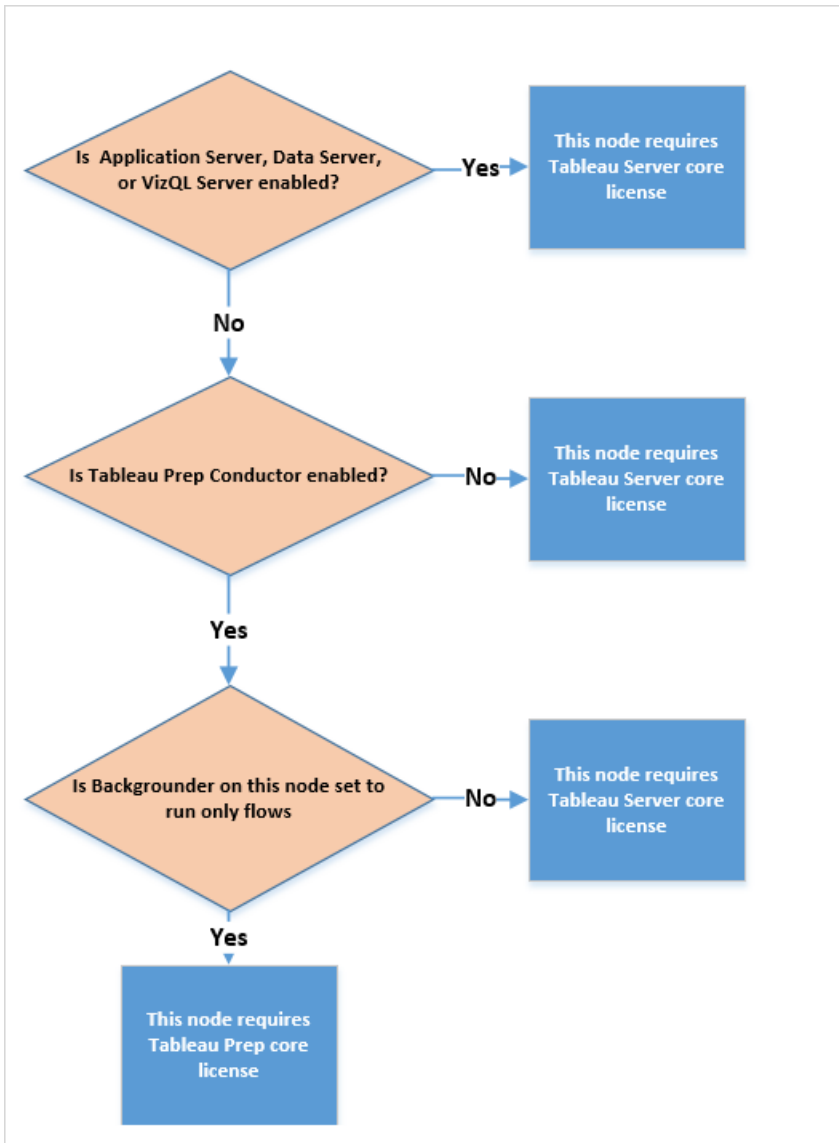 Is Application Server, Data Server,
or VizQL Server enabled?
Yes
This node requires
Tableau Server core
license
No
Is Tableau Prep Conductor enabled?
No
This node requires
Tableau Server core
license
Yes
Is Backgrounder on this node set to
run only flows
No
This node requires
Tableau Server core
license
Yes
This node requires
Tableau Prep core
license